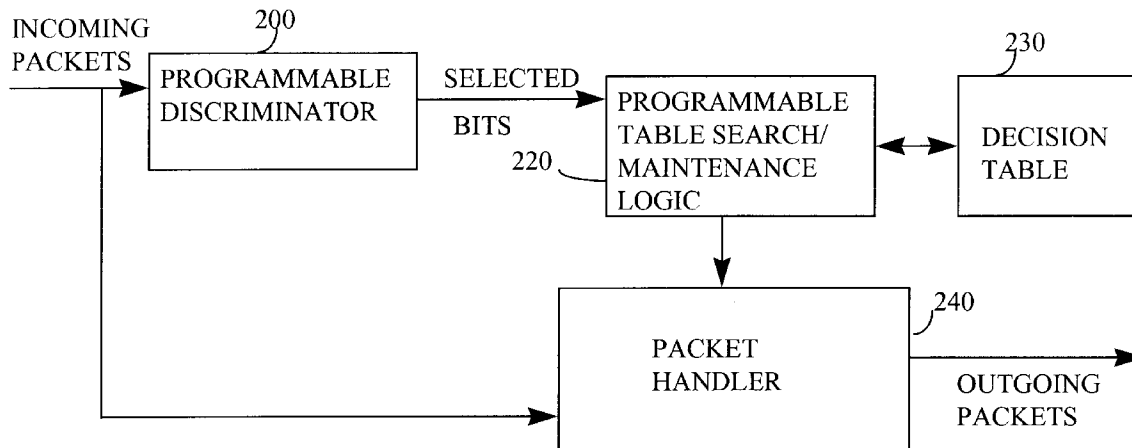 200
INCOMING
PACKETS
PROGRAMMABLE
DISCRIMINATOR
SELECTED
BITS
220
PROGRAMMABLE
TABLE SEARCH/
MAINTENANCE
LOGIC
230
DECISION
TABLE
240
PACKET
HANDLER
OUTGOING
PACKETS